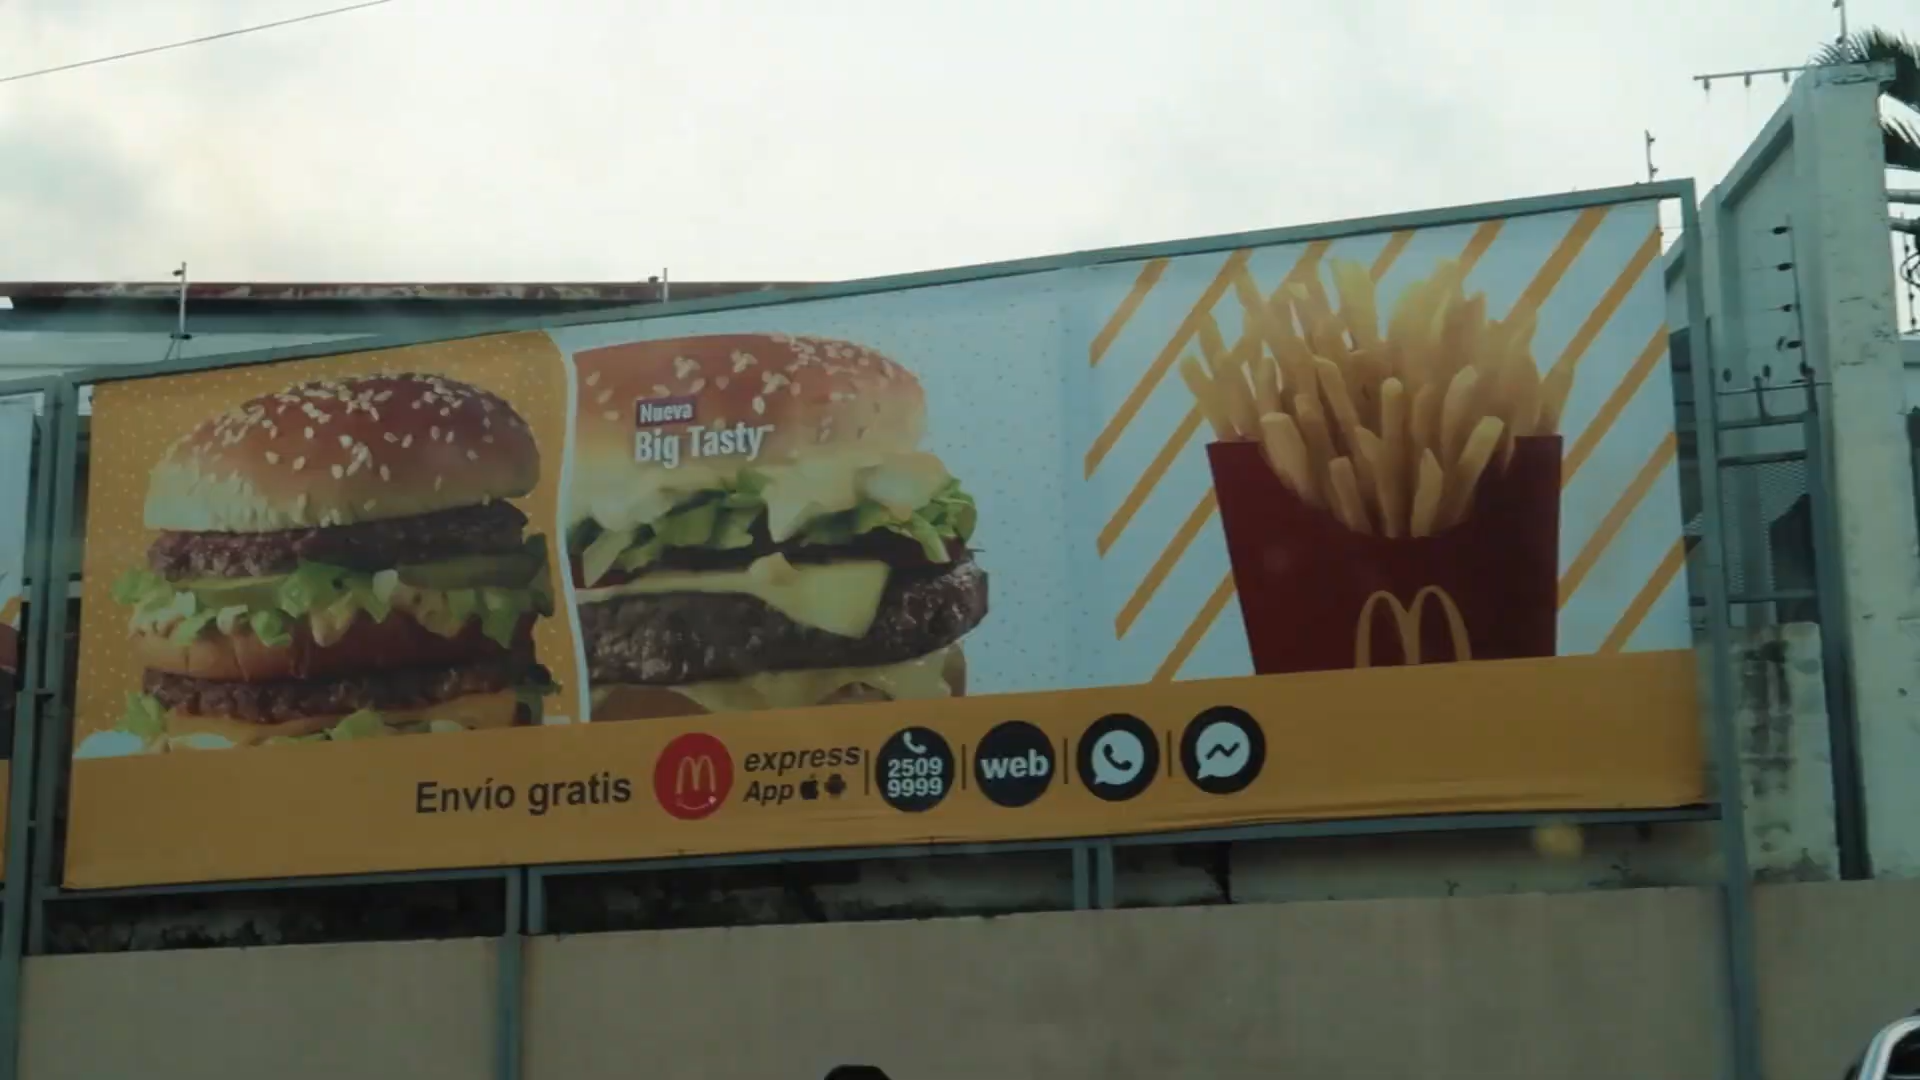 Nueva
Big Tasty
Envío gratis
express
App
2509
9999
web